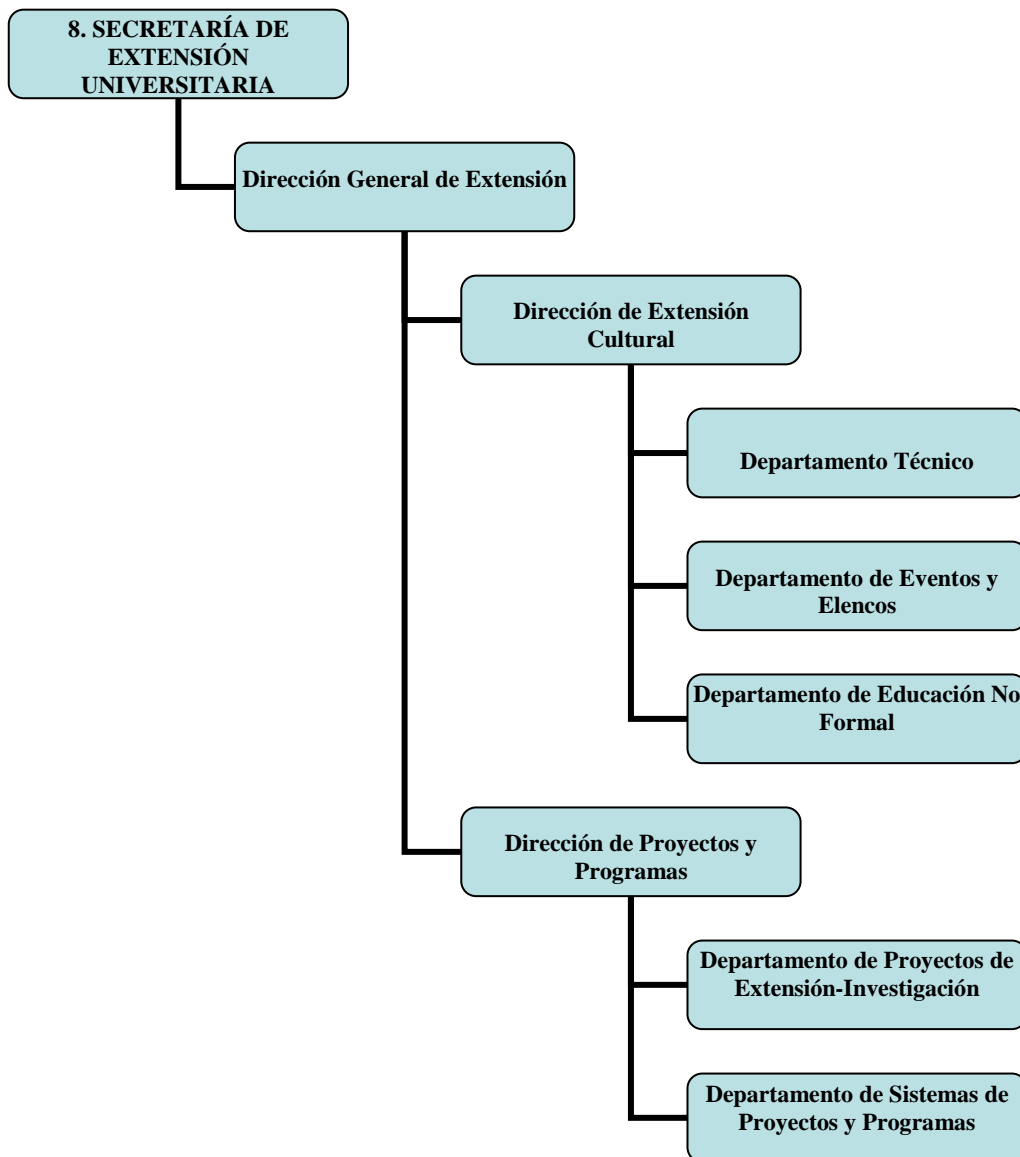 8. SECRETARÍA DE
EXTENSIÓN
UNIVERSITARIA
Dirección General de Extensión
Dirección de Extensión
Cultural
Departamento Técnico
Departamento de Eventos y
Elencos
Departamento de Educación No
Formal
Dirección de Proyectos y
Programas
Departamento de Proyectos de
Extensión-Investigación
Departamento de Sistemas de
Proyectos y Programas